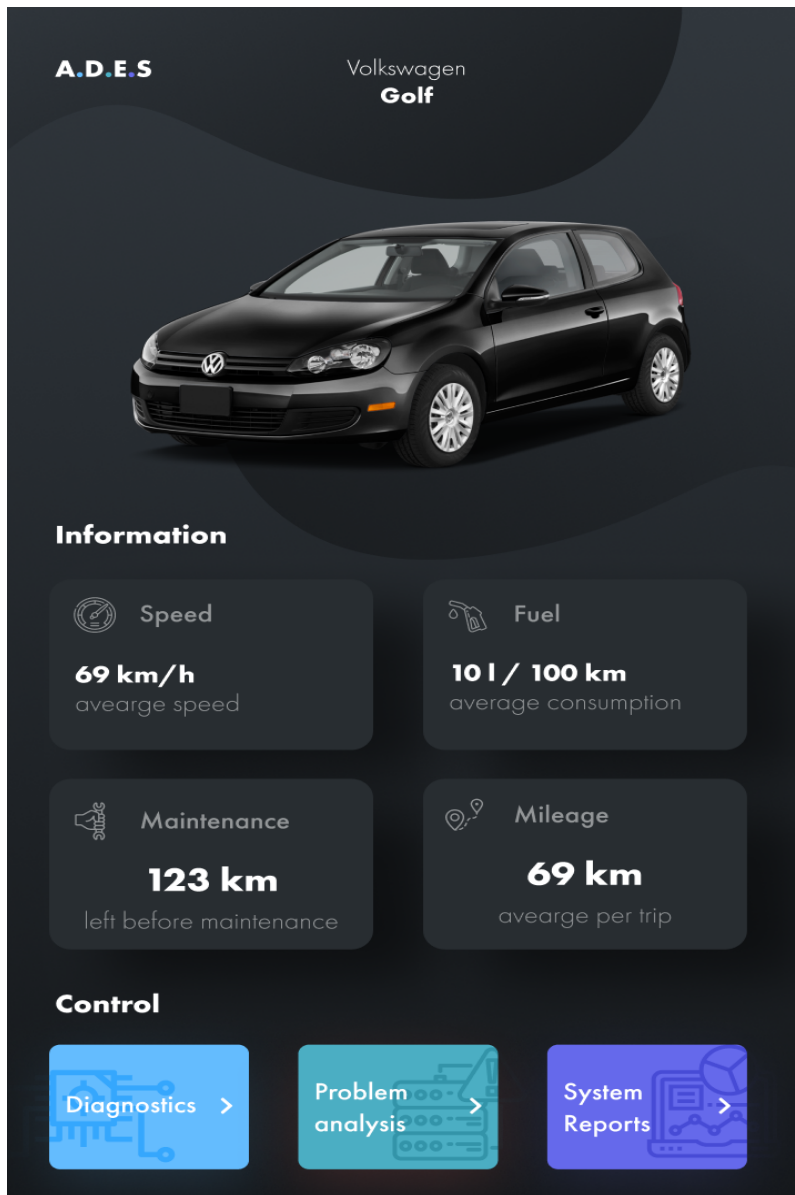 A.D.E.S
Volkswagen
Golf
Information
Speed
69 km/h
avearge speed
Fuel
10 l / 100 km
average consumption
Maintenance
123 km
left before maintenance
Mileage
69 km
avearge per trip
Control
Diagnostics
Problem
analysis
System
Reports